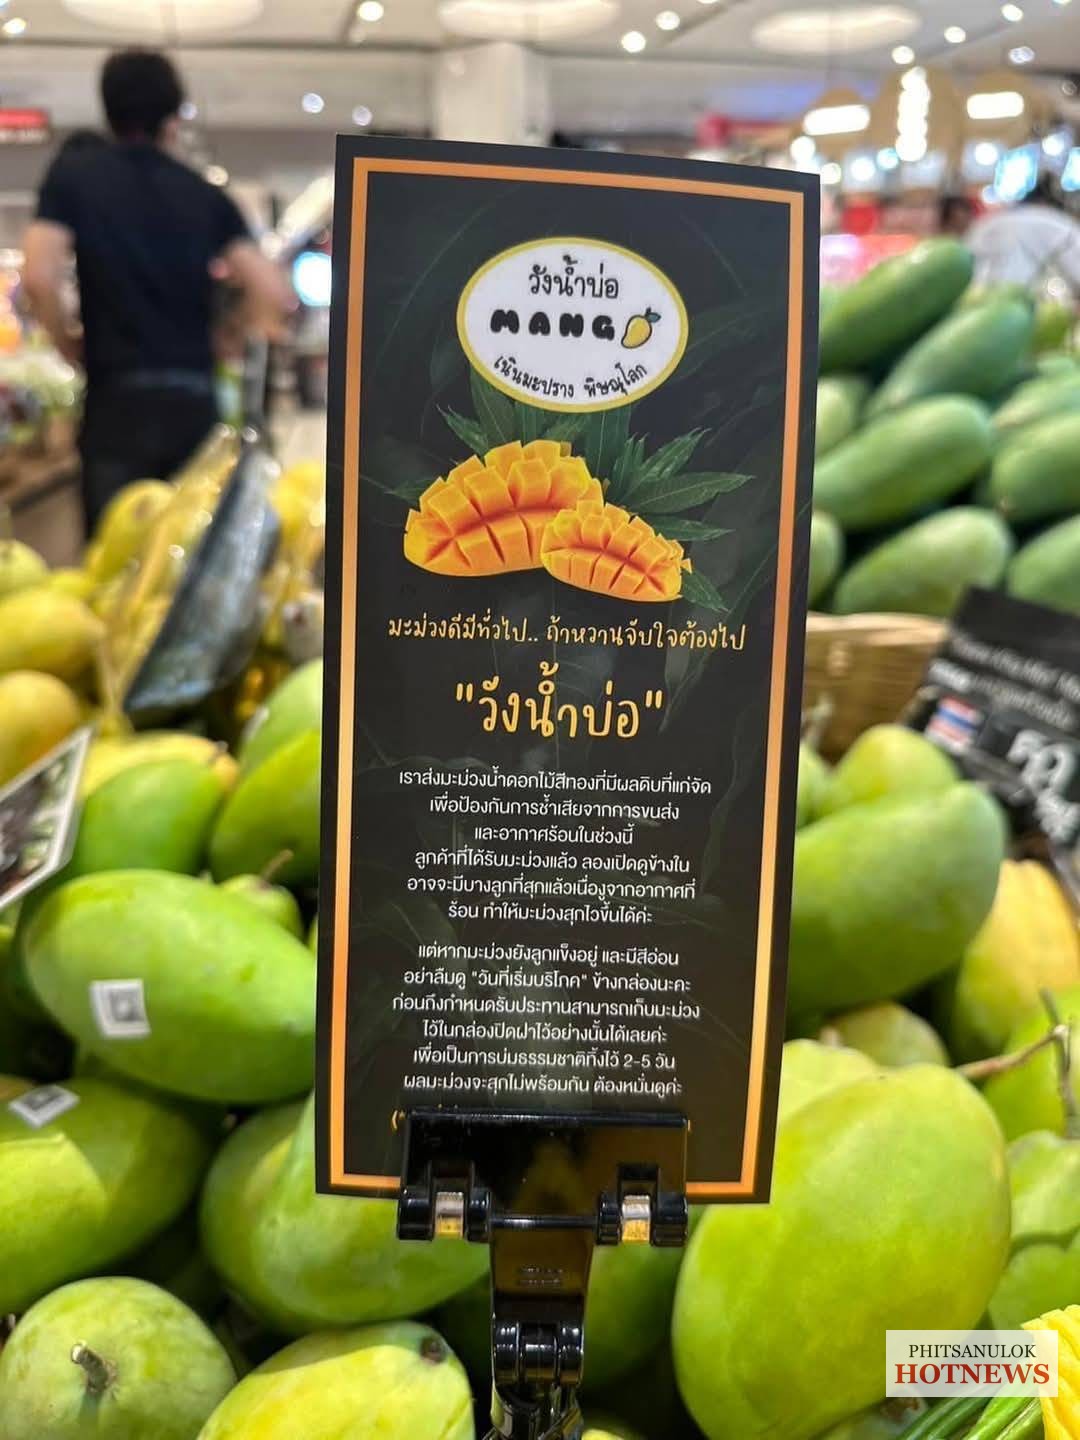 วังน้ำบ่อ
MANG
เนินมะปราง พิษณุโลก
มะม่วงดีมีทั่วไป.. ถ้าหวานจับใจต้องไป
"วังน้ำบ่อ"
เราส่งมะม่วงน้ำดอกไม้สีทองที่มีผลดิบที่แก่จัด
เพื่อป้องกันการช้ำเสียจากการขนส่ง
และอากาศร้อนในช่วงนี้
ลูกค้าที่ได้รับมะม่วงแล้ว ลองเปิดดูข้างใน
อาจจะมีบางลูกที่สุกแล้วเนื่องจากอากาศที่
ร้อน ทำให้มะม่วงสุกไวขึ้นได้ค่ะ
แต่หากมะม่วงยังลูกแข็งอยู่ และมีสีอ่อน
อย่าลืมดู "วันที่เริ่มบริโภค" ข้างกล่องนะคะ
ก่อนถึงกำหนดรับประทานสามารถเก็บมะม่วง
ไว้ในกล่องปิดฝาไว้อย่างนั้นได้เลยค่ะ
เพื่อเป็นการบ่มธรรมชาติทิ้งไว้ 2-5 วัน
ผลมะม่วงจะสุกไม่พร้อมกัน ต้องหมั่นดูค่ะ
PHITSANULOK
HOTNEWS